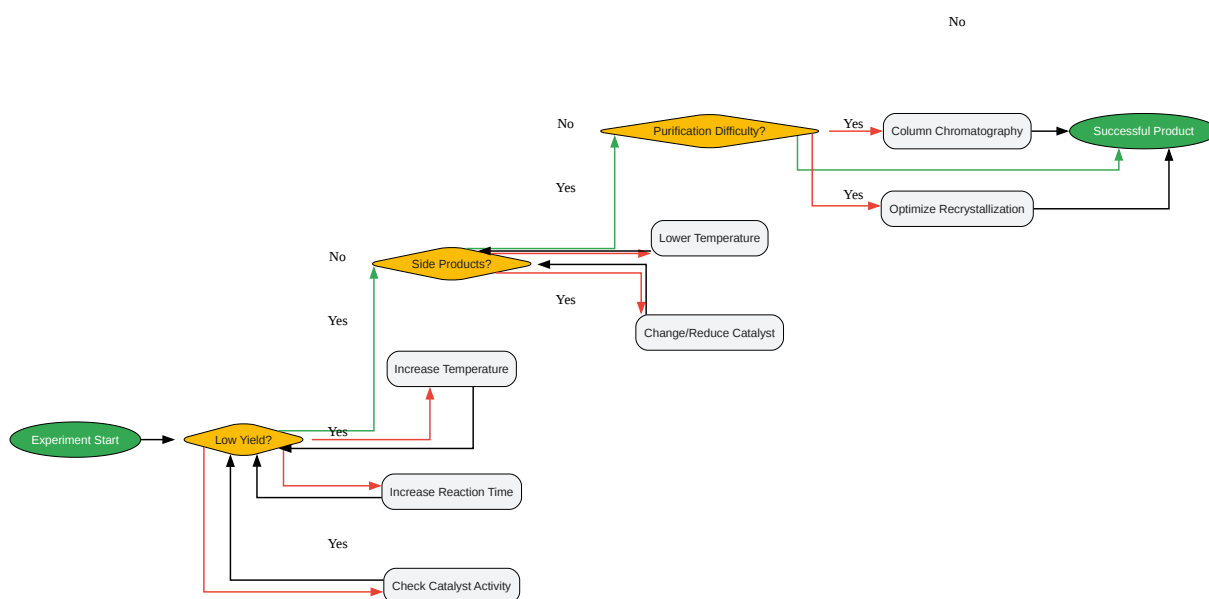 No
No
Purification Difficulty?
Yes
Column Chromatography
Successful Product
Yes
Yes
Optimize Recrystallization
Lower Temperature
No
Side Products?
Yes
Yes
Change/Reduce Catalyst
Increase Temperature
Experiment Start
Low Yield?
Yes
Increase Reaction Time
Yes
Check Catalyst Activity